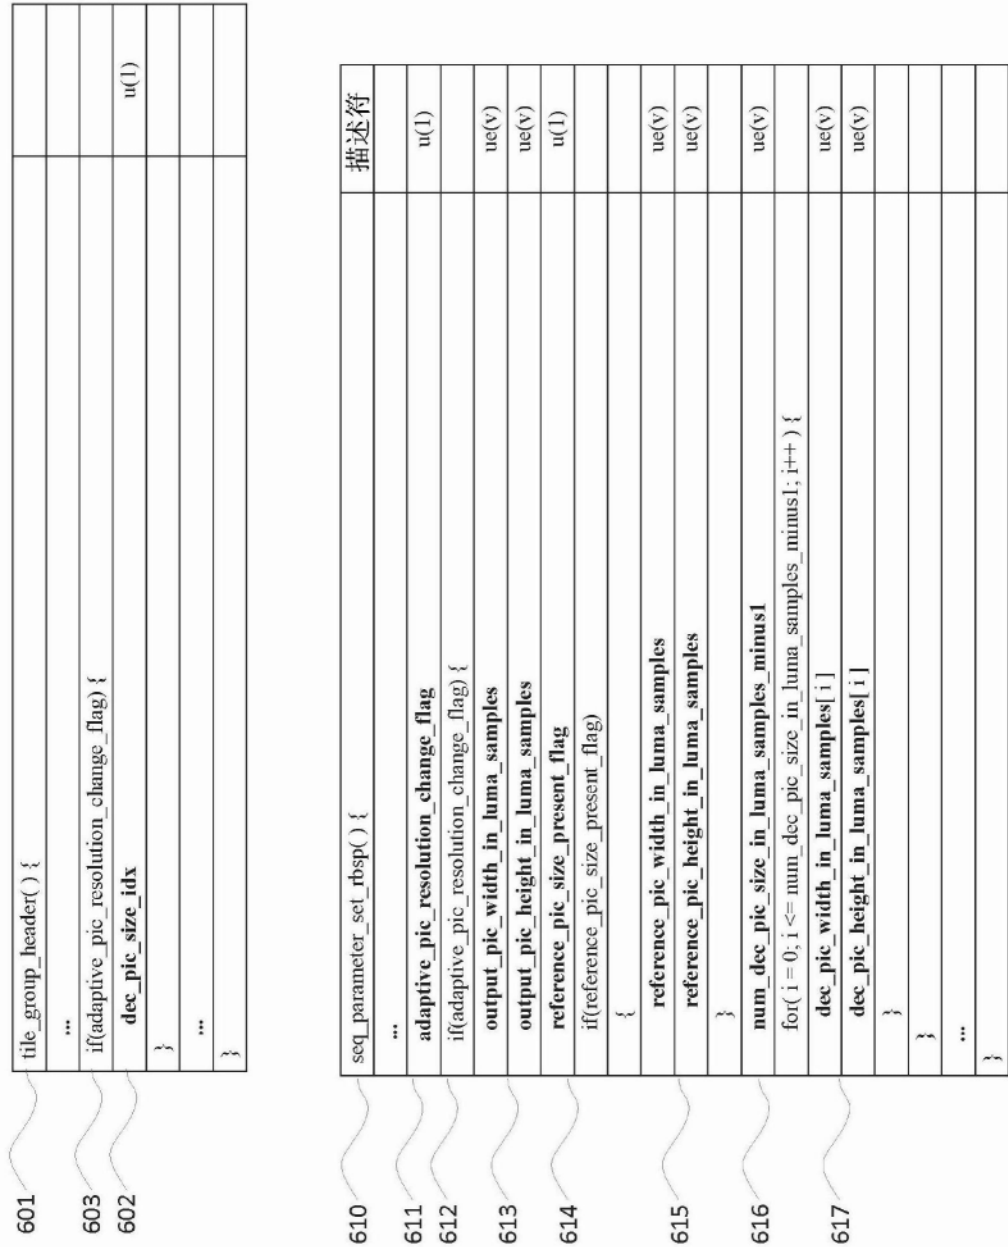 601 tile_group_header( ) {
...
603 if(adaptive_pic_resolution_change_flag) {
602 dec_pic_size_idx u(1)
}
...
}
610 seq_parameter_set_rbsp( ) { 描述符
...
611 adaptive_pic_resolution_change_flag u(1)
612 if(adaptive_pic_resolution_change_flag) {
613 output_pic_width_in_luma_samples ue(v)
output_pic_height_in_luma_samples ue(v)
614 reference_pic_size_present_flag u(1)
if(reference_pic_size_present_flag)
{
615 reference_pic_width_in_luma_samples ue(v)
reference_pic_height_in_luma_samples ue(v)
}
616 num_dec_pic_size_in_luma_samples_minus1 ue(v)
for( i = 0; i <= num_dec_pic_size_in_luma_samples_minus1; i++ ) {
617 dec_pic_width_in_luma_samples[ i ] ue(v)
dec_pic_height_in_luma_samples[ i ] ue(v)
}
}
...
}